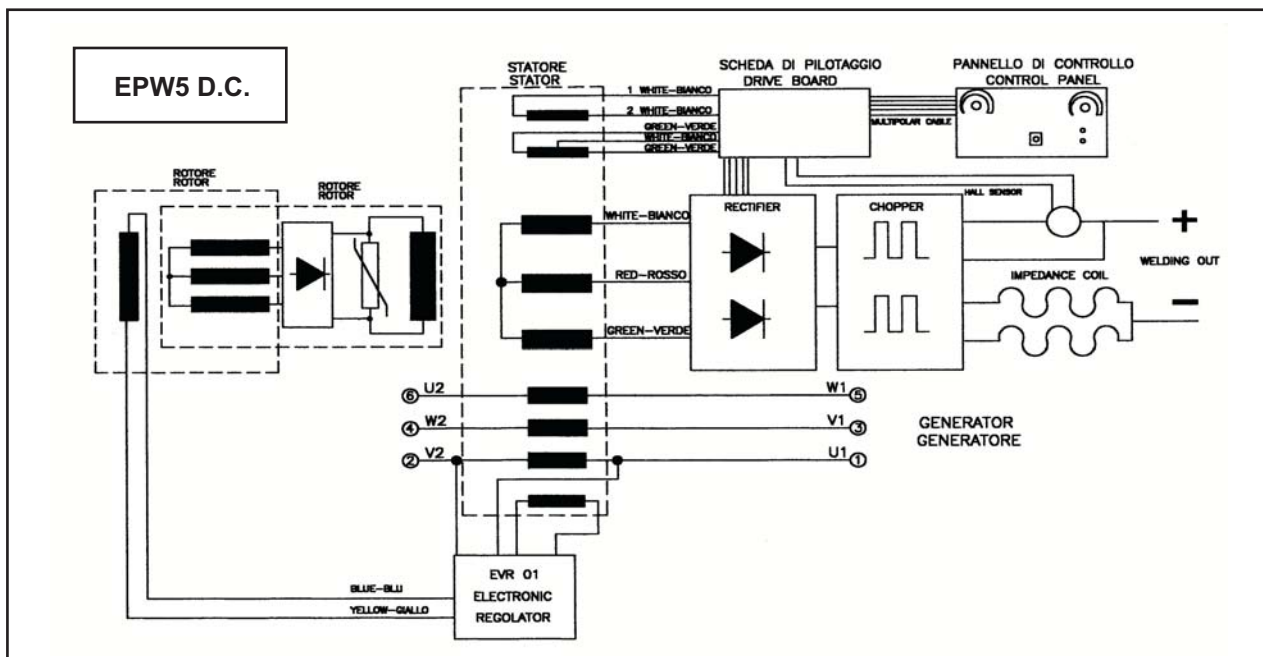 EPW5 D.C.
STATORE
STATOR
SCHEDA DI PILOTAGGIO
DRIVE BOARD
PANNELLO DI CONTROLLO
CONTROL PANEL
1 WHITE-BIANCO
2 WHITE-BIANCO
GREEN-VERDE
WHITE-BIANCO
GREEN-VERDE
MULTIPOLAR CABLE
ROTORE
ROTOR
ROTORE
ROTOR
HALL SENSOR
WHITE-BIANCO
RECTIFIER
CHOPPER
+
WELDING OUT
RED-ROSSO
IMPEDANCE COIL
−
GREEN-VERDE
6 U2
W1 5
4 W2
V1 3
2 V2
U1 1
GENERATOR
GENERATORE
EVR 01
ELECTRONIC
REGOLATOR
BLUE-BLU
YELLOW-GIALLO